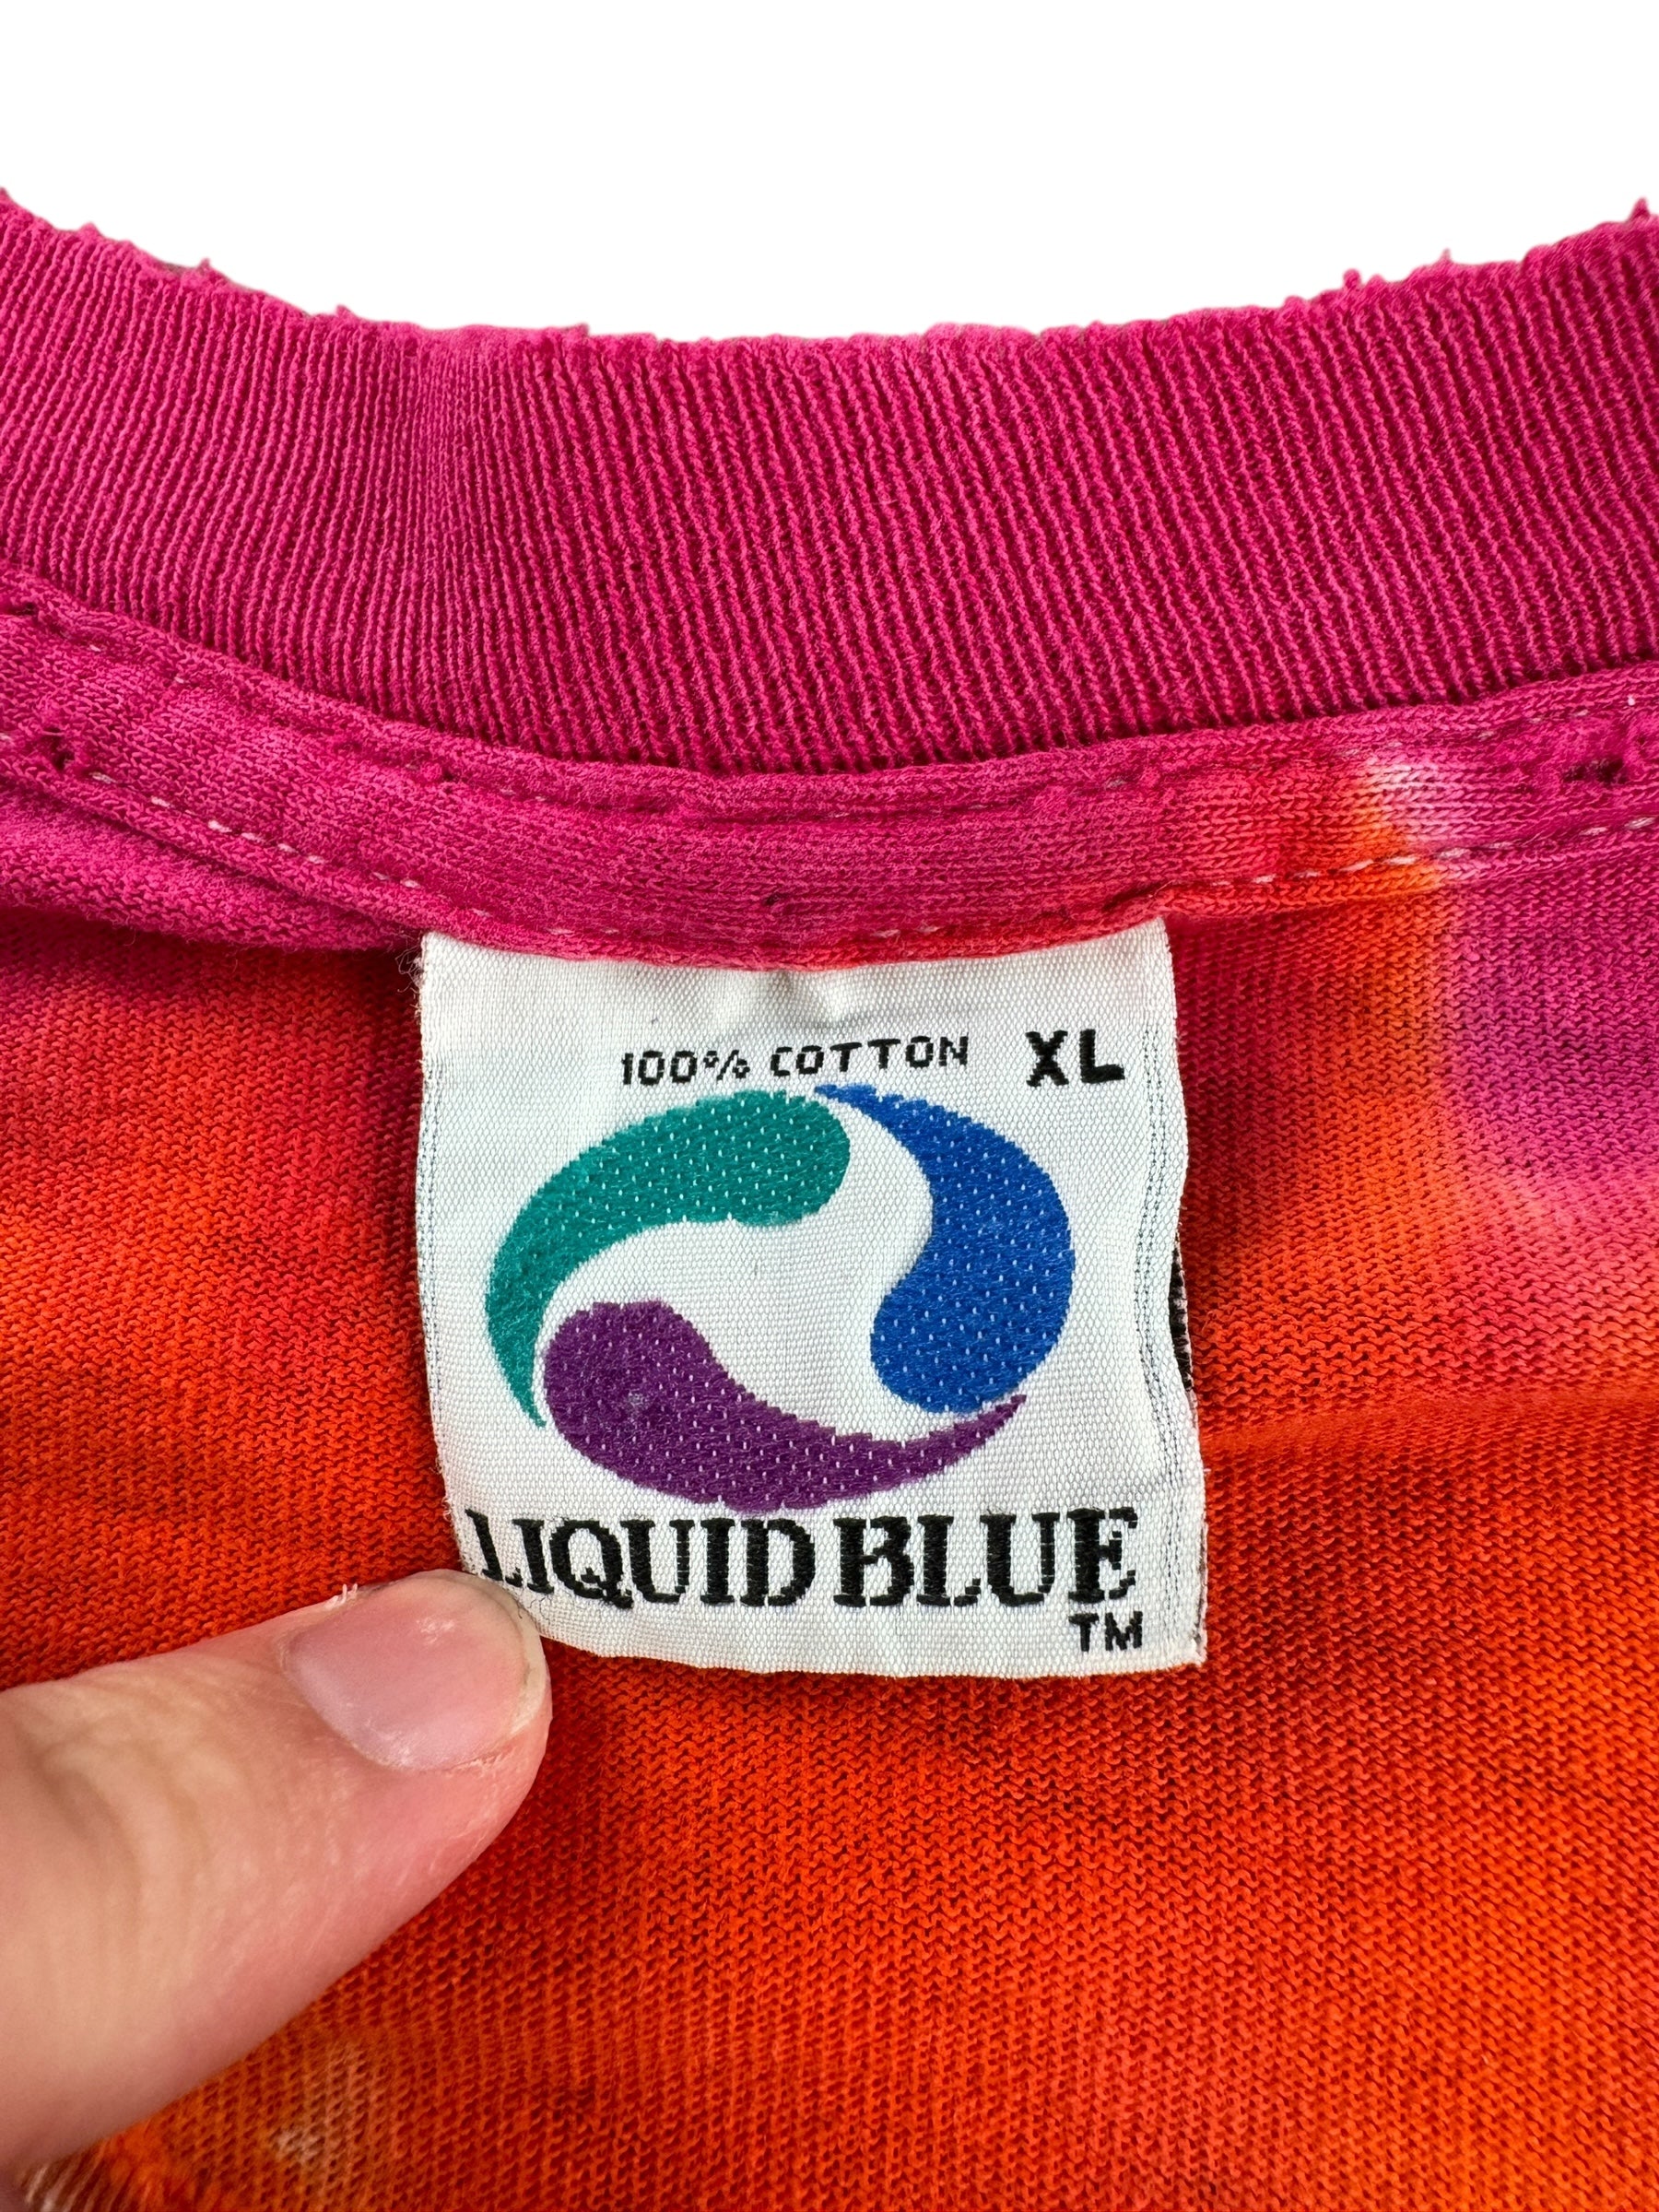 100% COTTON XL
LIQUID BLUE
TM